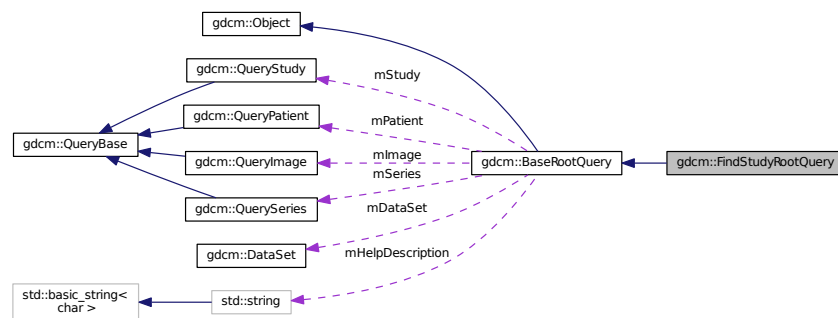 gdcm::Object
gdcm::QueryStudy
mStudy
gdcm::QueryPatient
mPatient
gdcm::QueryBase
gdcm::QueryImage
mImage
gdcm::BaseRootQuery
gdcm::FindStudyRootQuery
mSeries
gdcm::QuerySeries
mDataSet
gdcm::DataSet
mHelpDescription
std::basic_string<
char >
std::string